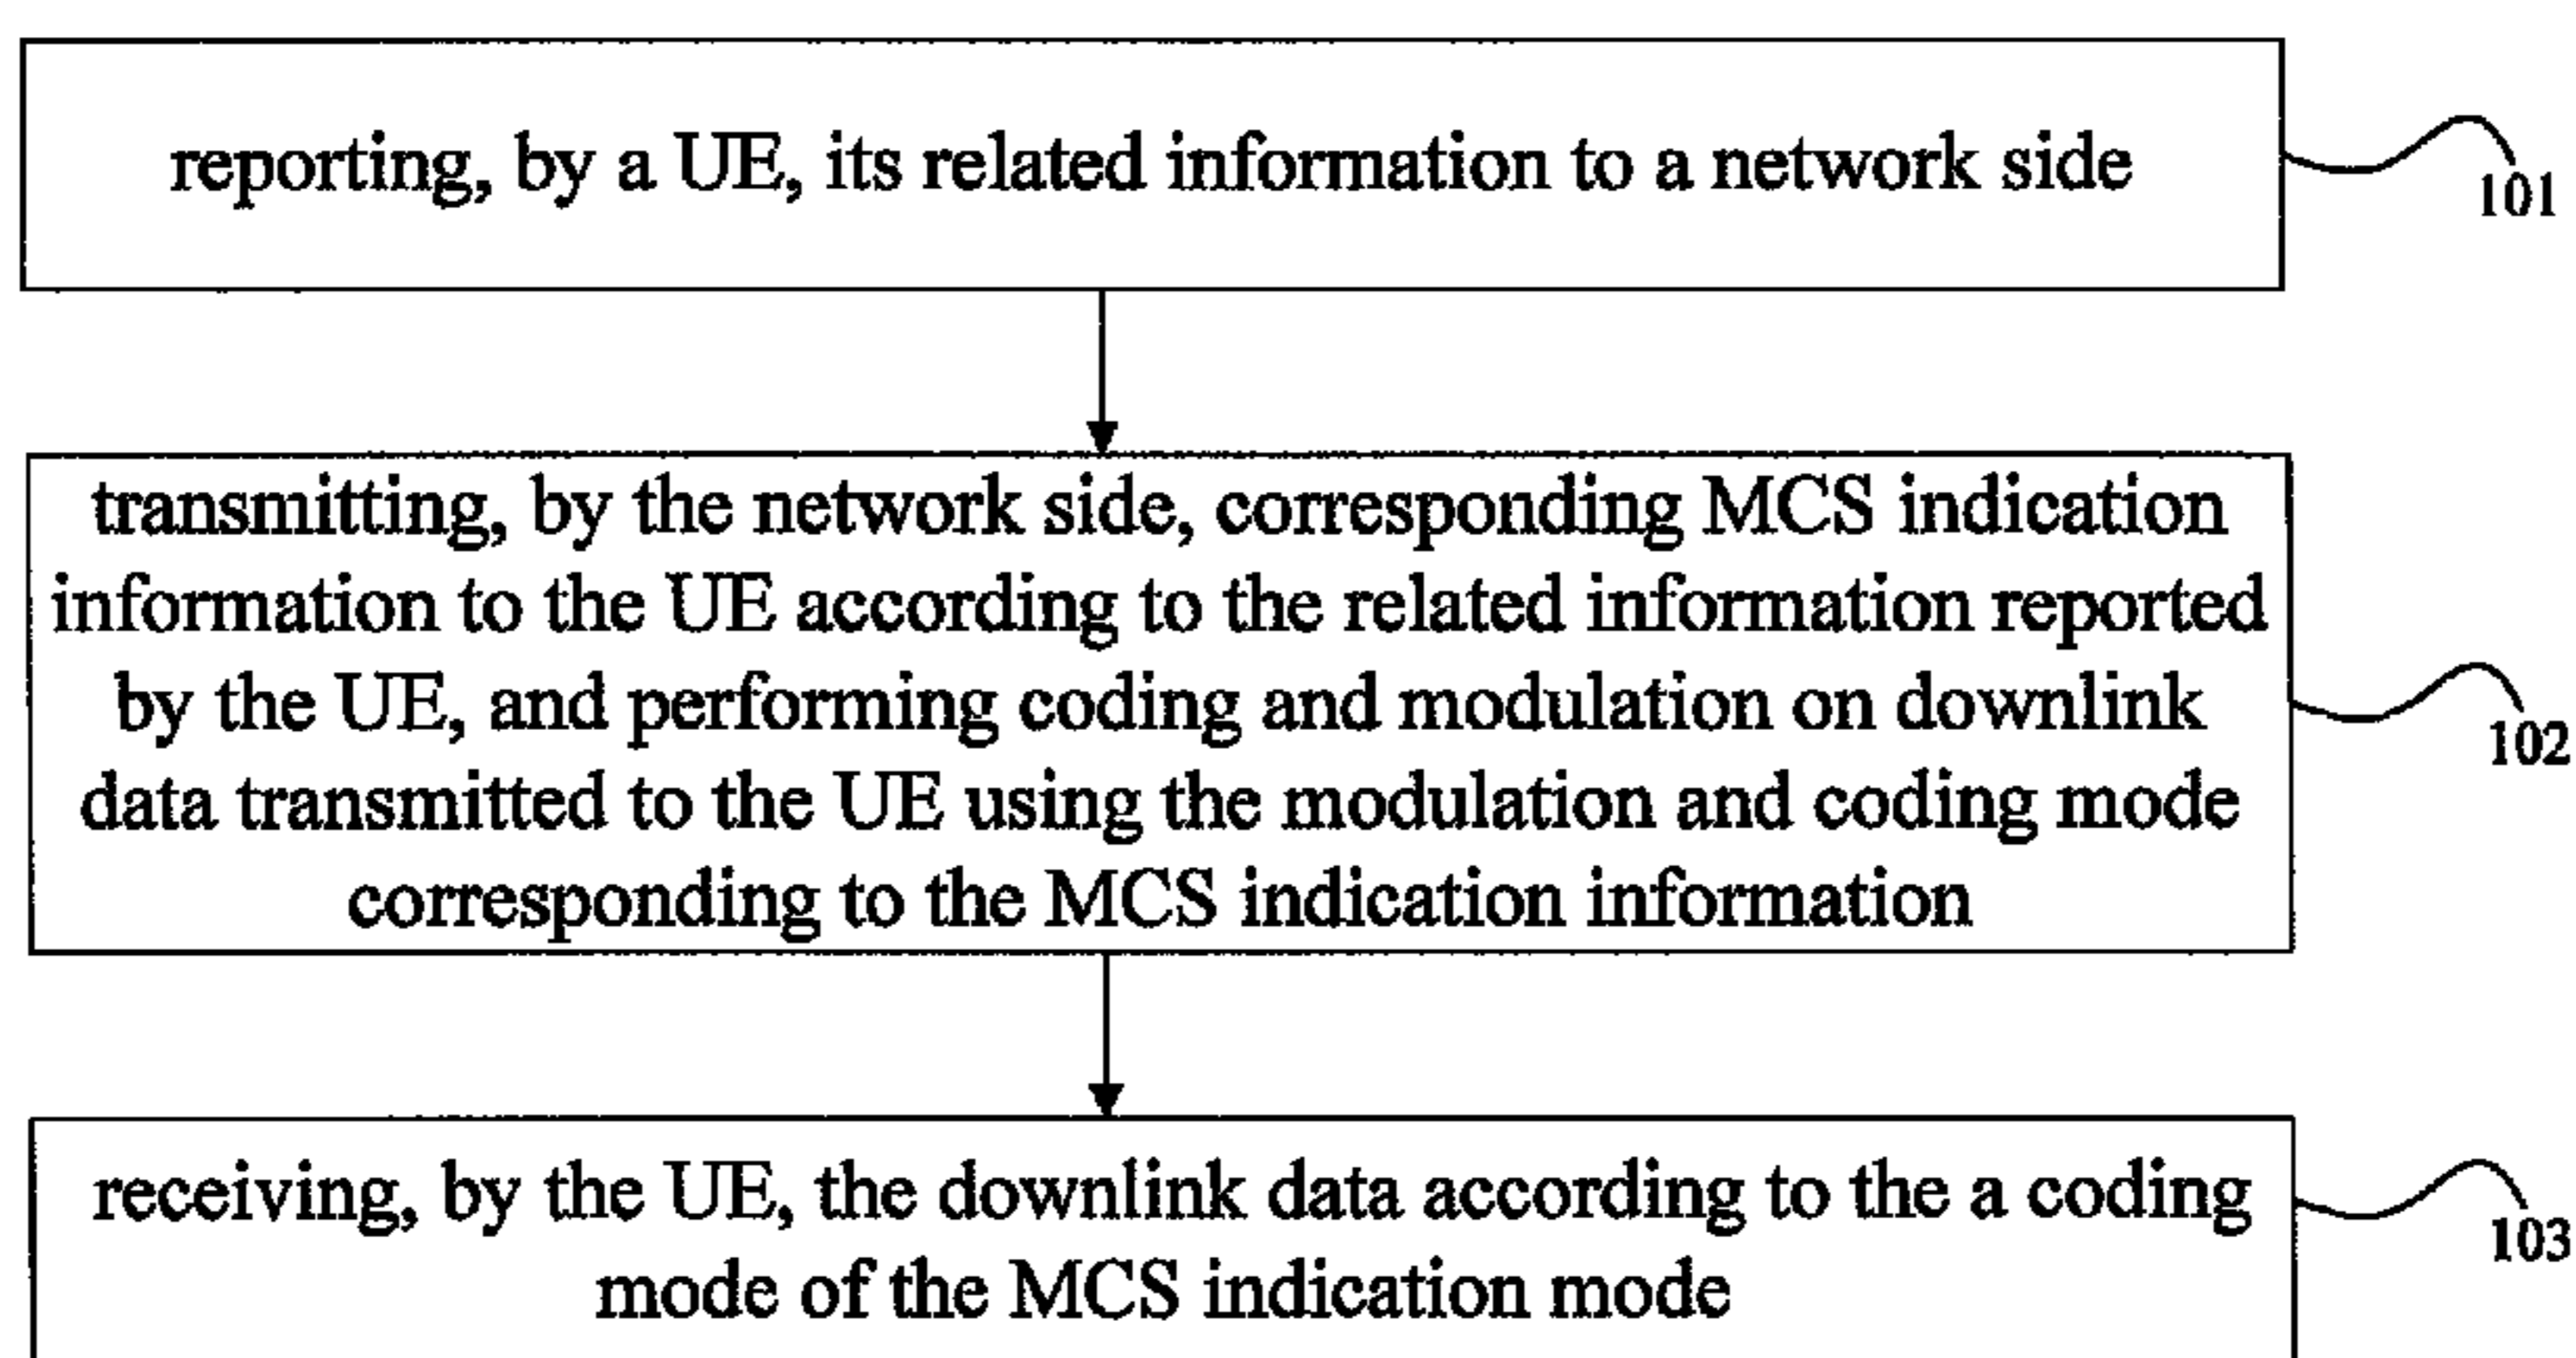 reporting, by a UE, its related information to a network side
101
transmitting, by the network side, corresponding MCS indication
information to the UE according to the related information reported
by the UE, and performing coding and modulation on downlink
data transmitted to the UE using the modulation and coding mode
corresponding to the MCS indication information
102
receiving, by the UE, the downlink data according to the a coding
mode of the MCS indication mode
103